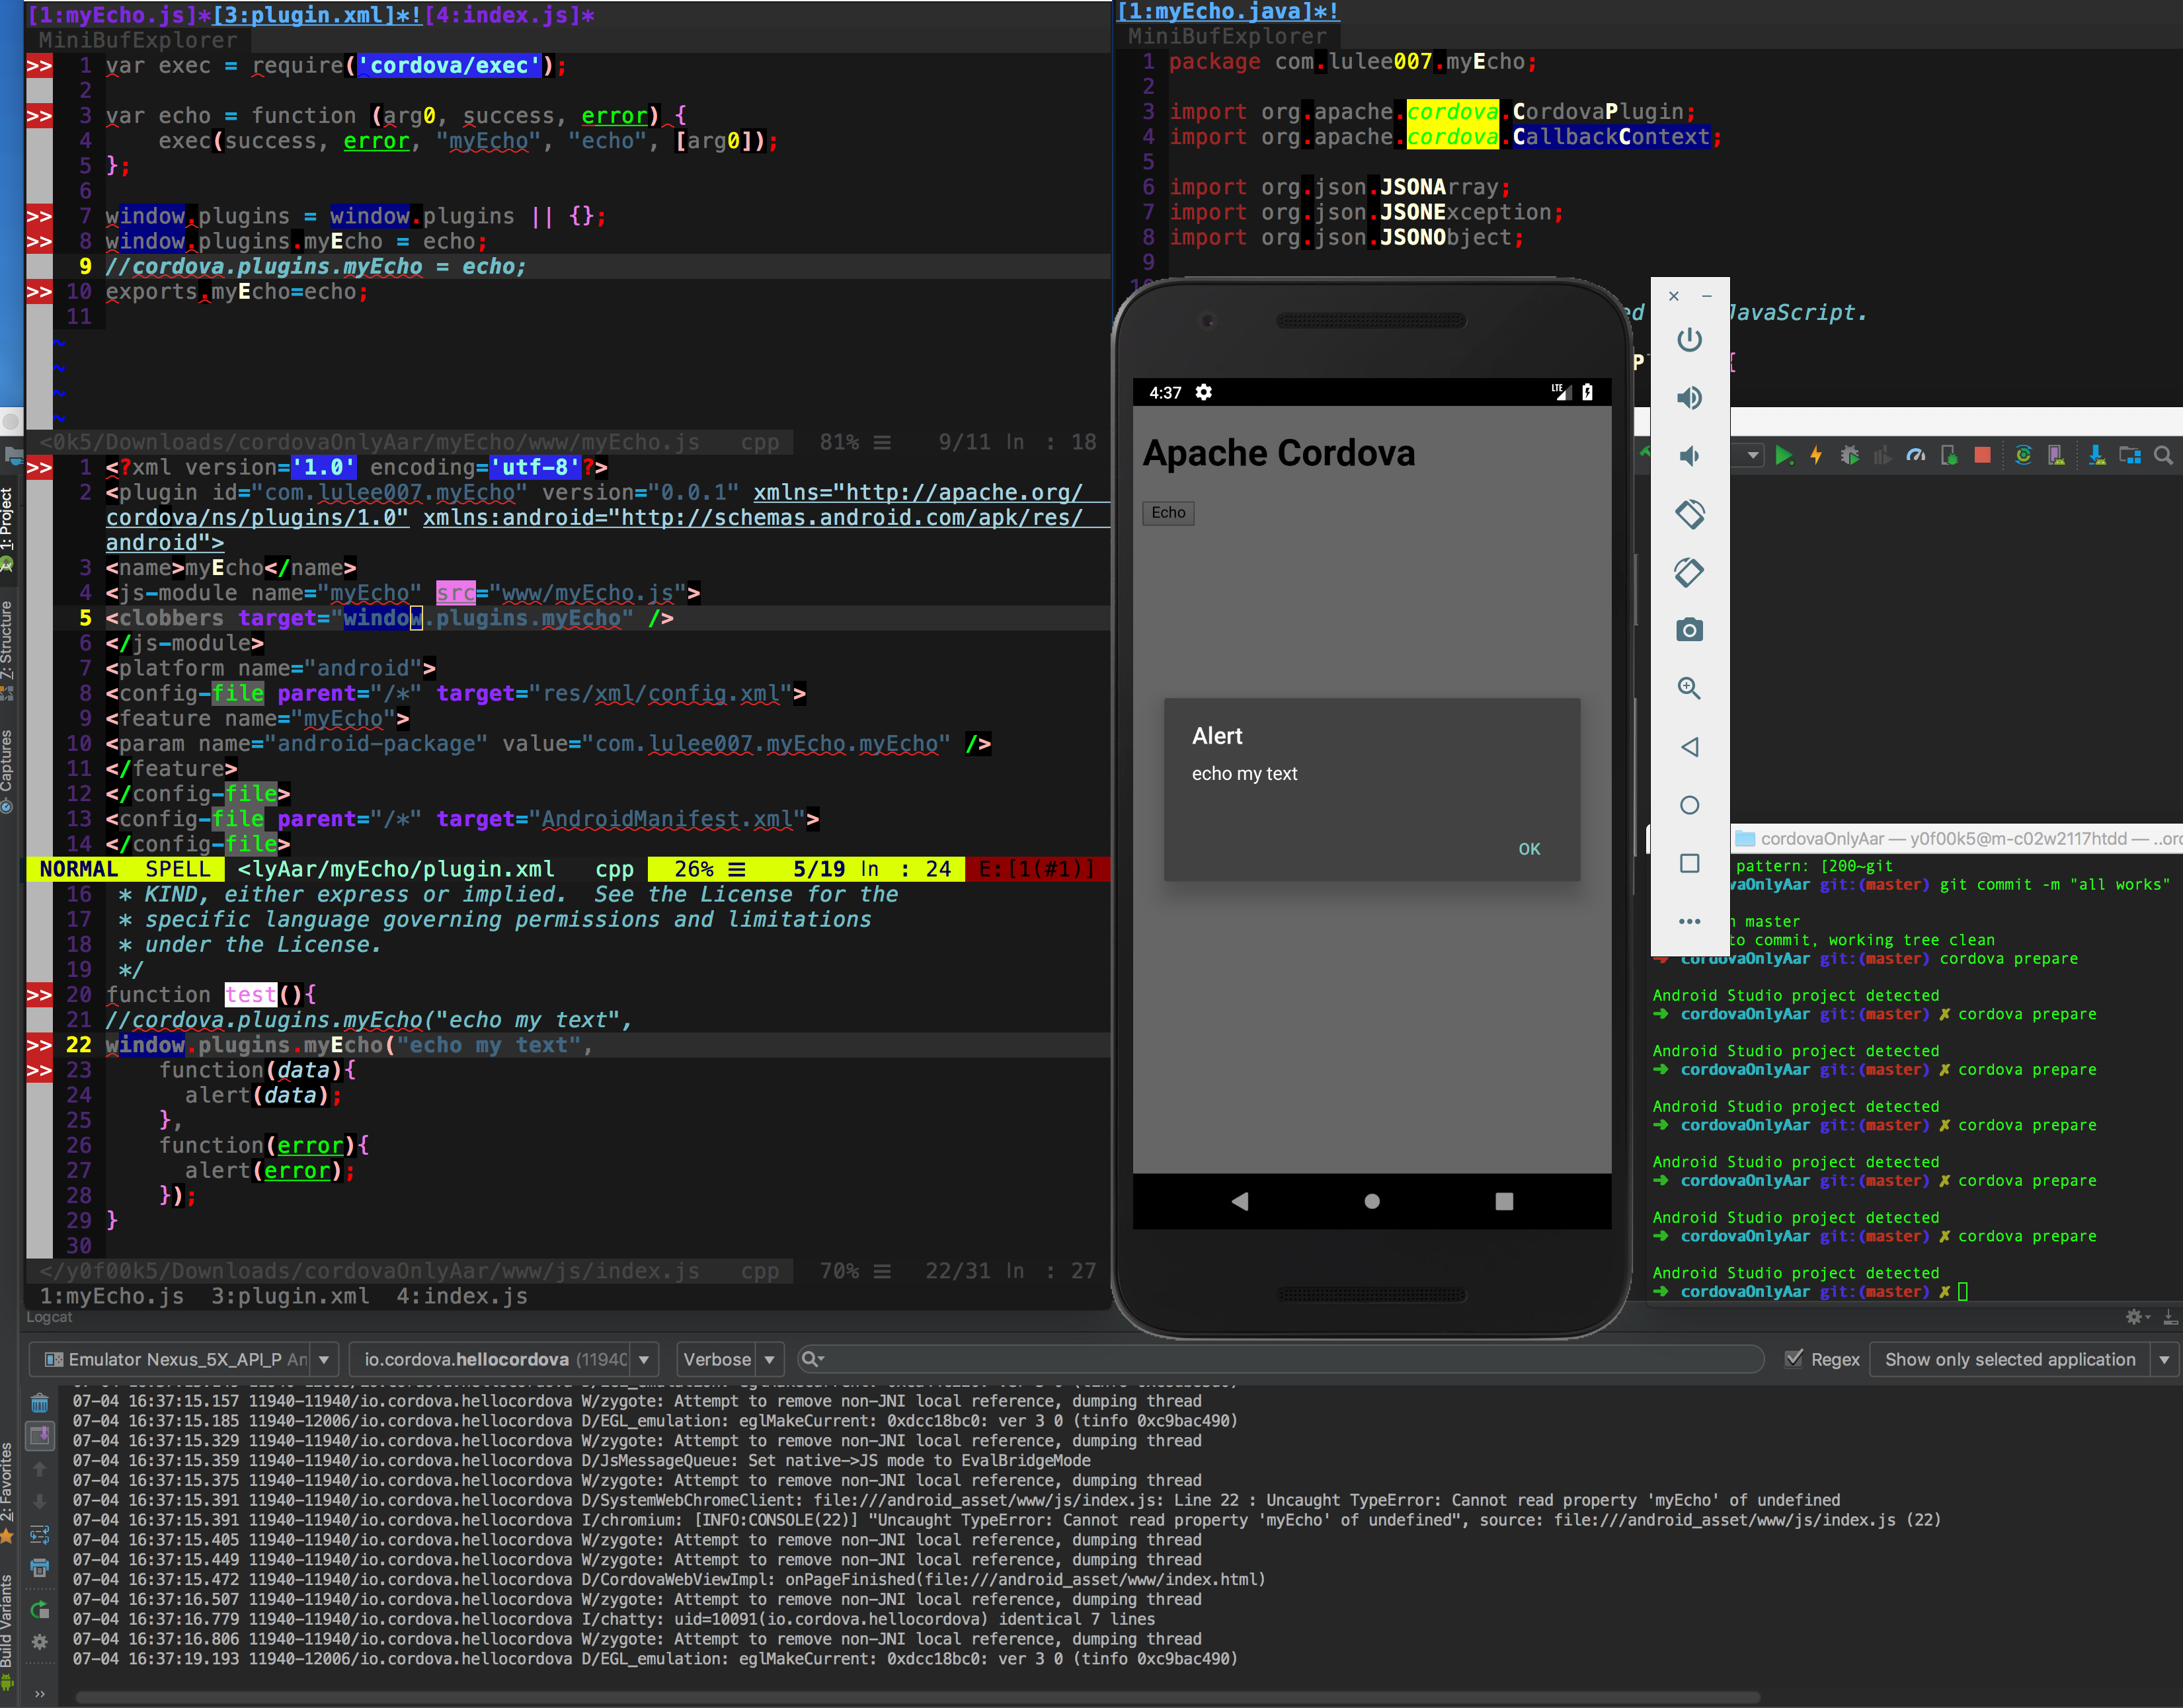 [1:myEcho.js]*[3:plugin.xml]*![4:index.js]*
MiniBufExplorer
>> 1 var exec = require('cordova/exec');
2
>> 3 var echo = function (arg0, success, error) {
4 exec(success, error, "myEcho", "echo", [arg0]);
5 };
6
>> 7 window.plugins = window.plugins || {};
>> 8 window.plugins.myEcho = echo;
9 //cordova.plugins.myEcho = echo;
>> 10 exports.myEcho=echo;
11
~
~
~
~
<0k5/Downloads/cordovaOnlyAar/myEcho/www/myEcho.js cpp 81% ☰ 9/11 ln : 18
>> 1 <?xml version='1.0' encoding='utf-8'?>
2 <plugin id="com.lulee007.myEcho" version="0.0.1" xmlns="http://apache.org/
cordova/ns/plugins/1.0" xmlns:android="http://schemas.android.com/apk/res/
android">
3 <name>myEcho</name>
4 <js-module name="myEcho" src="www/myEcho.js">
5 <clobbers target="window.plugins.myEcho" />
6 </js-module>
7 <platform name="android">
8 <config-file parent="/*" target="res/xml/config.xml">
9 <feature name="myEcho">
10 <param name="android-package" value="com.lulee007.myEcho.myEcho" />
11 </feature>
12 </config-file>
13 <config-file parent="/*" target="AndroidManifest.xml">
14 </config-file>
NORMAL SPELL <lyAar/myEcho/plugin.xml cpp 26% ☰ 5/19 ln : 24 E:[1(#1)]
16 * KIND, either express or implied. See the License for the
17 * specific language governing permissions and limitations
18 * under the License.
19 */
>> 20 function test(){
21 //cordova.plugins.myEcho("echo my text",
>> 22 window.plugins.myEcho("echo my text",
>> 23 function(data){
24 alert(data);
25 },
26 function(error){
27 alert(error);
28 });
29 }
30
</y0f00k5/Downloads/cordovaOnlyAar/www/js/index.js cpp 70% ☰ 22/31 ln : 27
1:myEcho.js 3:plugin.xml 4:index.js
[1:myEcho.java]*!
MiniBufExplorer
1 package com.lulee007.myEcho;
2
3 import org.apache.cordova.CordovaPlugin;
4 import org.apache.cordova.CallbackContext;
5
6 import org.json.JSONArray;
7 import org.json.JSONException;
8 import org.json.JSONObject;
9
10
ed JavaScript.
P {
4:37 LTE
Apache Cordova
Echo
Alert
echo my text
OK
cordovaOnlyAar — y0f00k5@m-c02w2117htdd — ..ord
pattern: [200~git
vaOnlyAar git:(master) git commit -m "all works"
n master
to commit, working tree clean
➜ cordovaOnlyAar git:(master) cordova prepare
Android Studio project detected
➜ cordovaOnlyAar git:(master) ✗ cordova prepare
Android Studio project detected
➜ cordovaOnlyAar git:(master) ✗ cordova prepare
Android Studio project detected
➜ cordovaOnlyAar git:(master) ✗ cordova prepare
Android Studio project detected
➜ cordovaOnlyAar git:(master) ✗ cordova prepare
Android Studio project detected
➜ cordovaOnlyAar git:(master) ✗ cordova prepare
Android Studio project detected
➜ cordovaOnlyAar git:(master) ✗
1: Project
7: Structure
Captures
2: Favorites
Build Variants
Logcat
Emulator Nexus_5X_API_P An io.cordova.hellocordova (11940 Verbose Regex Show only selected application
07-04 16:37:15.157 11940-11940/io.cordova.hellocordova W/zygote: Attempt to remove non-JNI local reference, dumping thread
07-04 16:37:15.185 11940-12006/io.cordova.hellocordova D/EGL_emulation: eglMakeCurrent: 0xdcc18bc0: ver 3 0 (tinfo 0xc9bac490)
07-04 16:37:15.329 11940-11940/io.cordova.hellocordova W/zygote: Attempt to remove non-JNI local reference, dumping thread
07-04 16:37:15.359 11940-11940/io.cordova.hellocordova D/JsMessageQueue: Set native->JS mode to EvalBridgeMode
07-04 16:37:15.375 11940-11940/io.cordova.hellocordova W/zygote: Attempt to remove non-JNI local reference, dumping thread
07-04 16:37:15.391 11940-11940/io.cordova.hellocordova D/SystemWebChromeClient: file:///android_asset/www/js/index.js: Line 22 : Uncaught TypeError: Cannot read property 'myEcho' of undefined
07-04 16:37:15.391 11940-11940/io.cordova.hellocordova I/chromium: [INFO:CONSOLE(22)] "Uncaught TypeError: Cannot read property 'myEcho' of undefined", source: file:///android_asset/www/js/index.js (22)
07-04 16:37:15.405 11940-11940/io.cordova.hellocordova W/zygote: Attempt to remove non-JNI local reference, dumping thread
07-04 16:37:15.449 11940-11940/io.cordova.hellocordova W/zygote: Attempt to remove non-JNI local reference, dumping thread
07-04 16:37:15.472 11940-11940/io.cordova.hellocordova D/CordovaWebViewImpl: onPageFinished(file:///android_asset/www/index.html)
07-04 16:37:16.507 11940-11940/io.cordova.hellocordova W/zygote: Attempt to remove non-JNI local reference, dumping thread
07-04 16:37:16.779 11940-11940/io.cordova.hellocordova I/chatty: uid=10091(io.cordova.hellocordova) identical 7 lines
07-04 16:37:16.806 11940-11940/io.cordova.hellocordova W/zygote: Attempt to remove non-JNI local reference, dumping thread
07-04 16:37:19.193 11940-12006/io.cordova.hellocordova D/EGL_emulation: eglMakeCurrent: 0xdcc18bc0: ver 3 0 (tinfo 0xc9bac490)